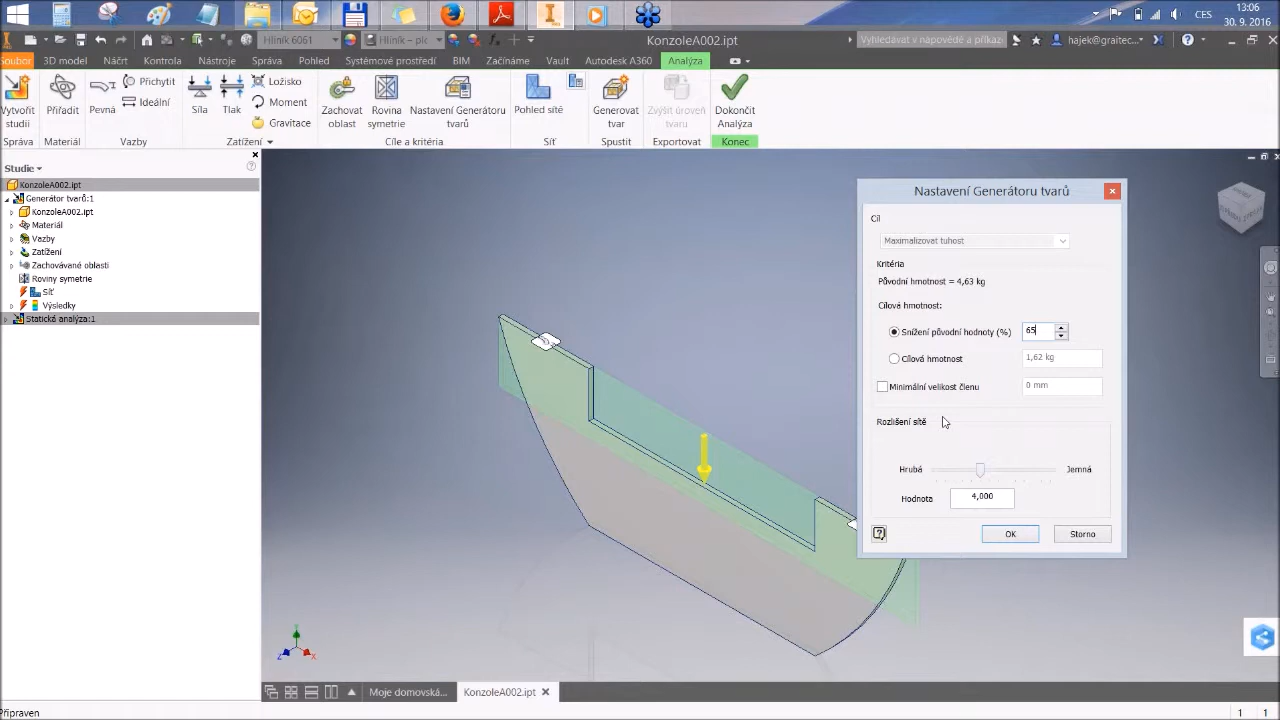 13:06
CES
30. 9. 2016
Hliník 6061
Hliník - pol
KonzoleA002.ipt
Vyhledávat v nápovědě a příkaz
hajek@graitec...
Soubor
3D model
Náčrt
Kontrola
Nástroje
Správa
Pohled
Systémové prostředí
BIM
Začínáme
Vault
Autodesk A360
Analýza
Vytvořit
studii
Přiřadit
Pevná
Přichytit
Ideální
Síla
Tlak
Ložisko
Moment
Gravitace
Zachovat
oblast
Rovina
symetrie
Nastavení Generátoru
tvarů
Pohled sítě
Generovat
tvar
Zvýšit úroveň
tvaru
Dokončit
Analýza
Správa
Materiál
Vazby
Zatížení
Cíle a kritéria
Síť
Spustit
Exportovat
Konec
Studie
KonzoleA002.ipt
Generátor tvarů:1
KonzoleA002.ipt
Materiál
Vazby
Zatížení
Zachovávané oblasti
Roviny symetrie
Síť
Výsledky
Statická analýza:1
Nastavení Generátoru tvarů
Cíl
Maximalizovat tuhost
Kritéria
Původní hmotnost = 4,63 kg
Cílová hmotnost:
Snížení původní hodnoty (%)
65
Cílová hmotnost
1,62 kg
Minimální velikost členu
0 mm
Rozlišení sítě
Hrubá
Jemná
Hodnota
4,000
OK
Storno
Moje domovská...
KonzoleA002.ipt
Připraven
1
1